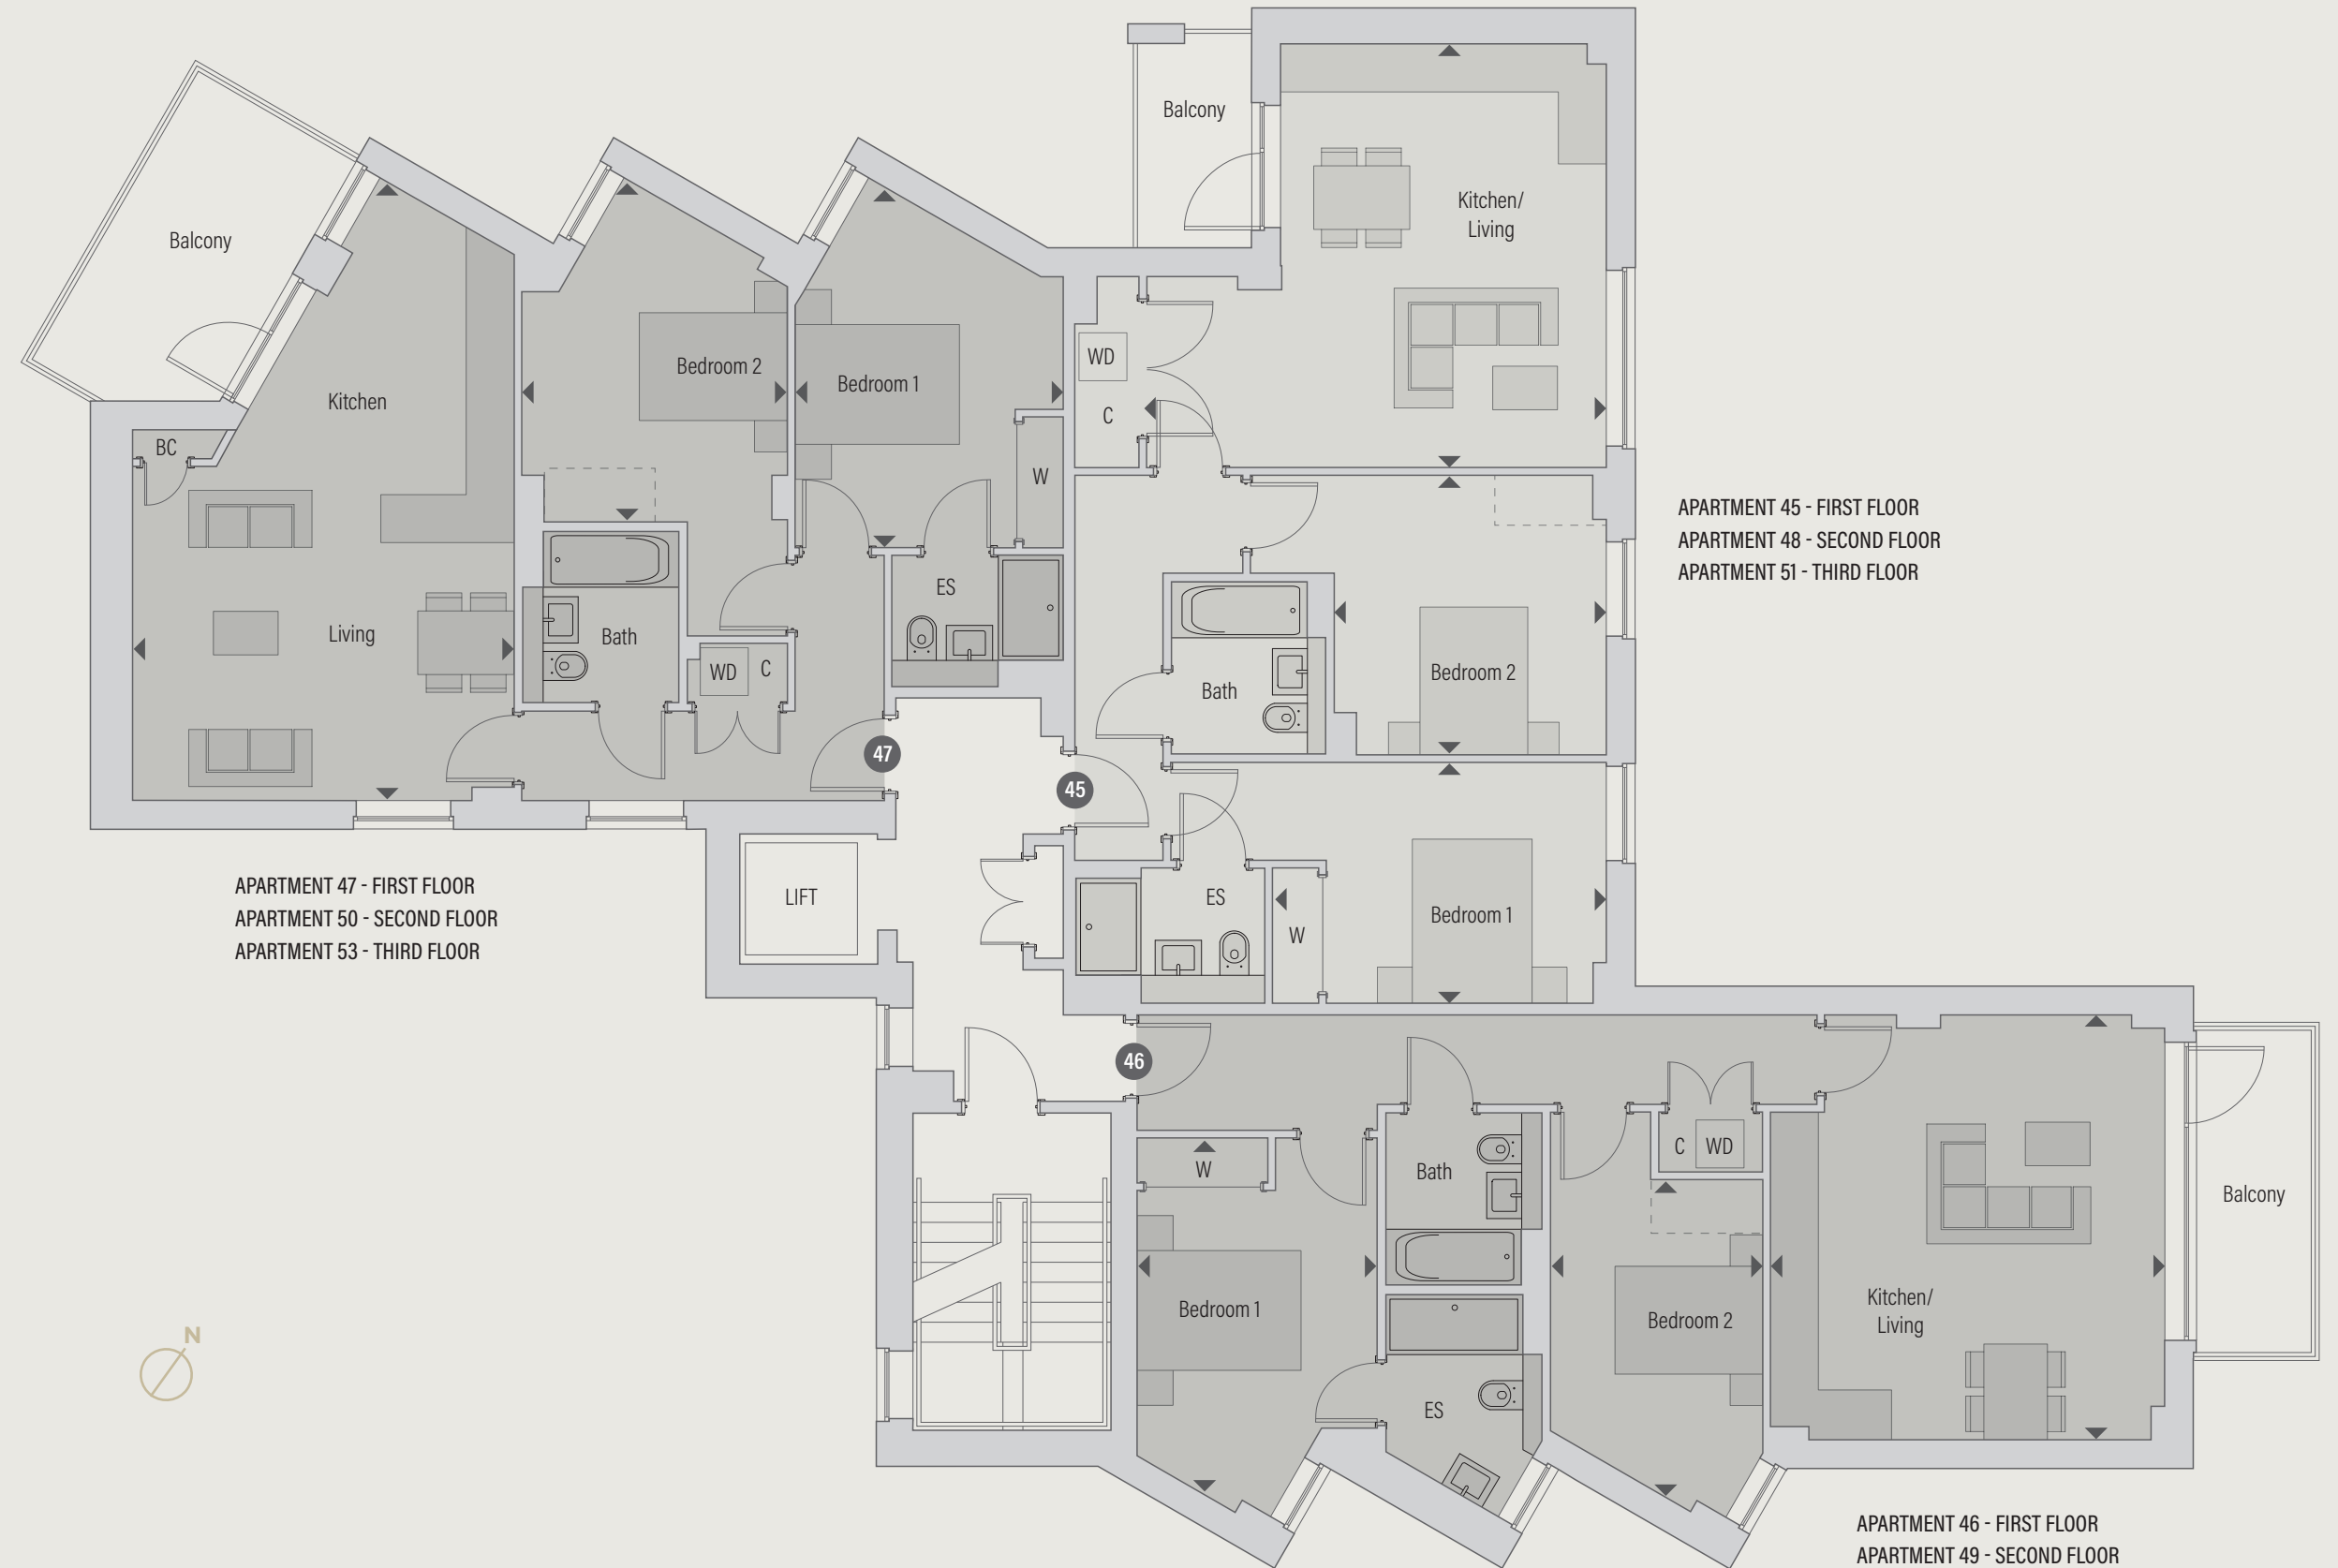 Balcony
Kitchen/
Living
Balcony
Bedroom 2
Bedroom 1
WD
Kitchen
C
BC
W
APARTMENT 45 - FIRST FLOOR
APARTMENT 48 - SECOND FLOOR
APARTMENT 51 - THIRD FLOOR
ES
Living
Bath
WD
C
Bedroom 2
Bath
47
45
APARTMENT 47 - FIRST FLOOR
APARTMENT 50 - SECOND FLOOR
APARTMENT 53 - THIRD FLOOR
LIFT
ES
W
Bedroom 1
46
W
Bath
C
WD
Balcony
Bedroom 1
Bedroom 2
Kitchen/
Living
N
ES
APARTMENT 46 - FIRST FLOOR
APARTMENT 49 - SECOND FLOOR